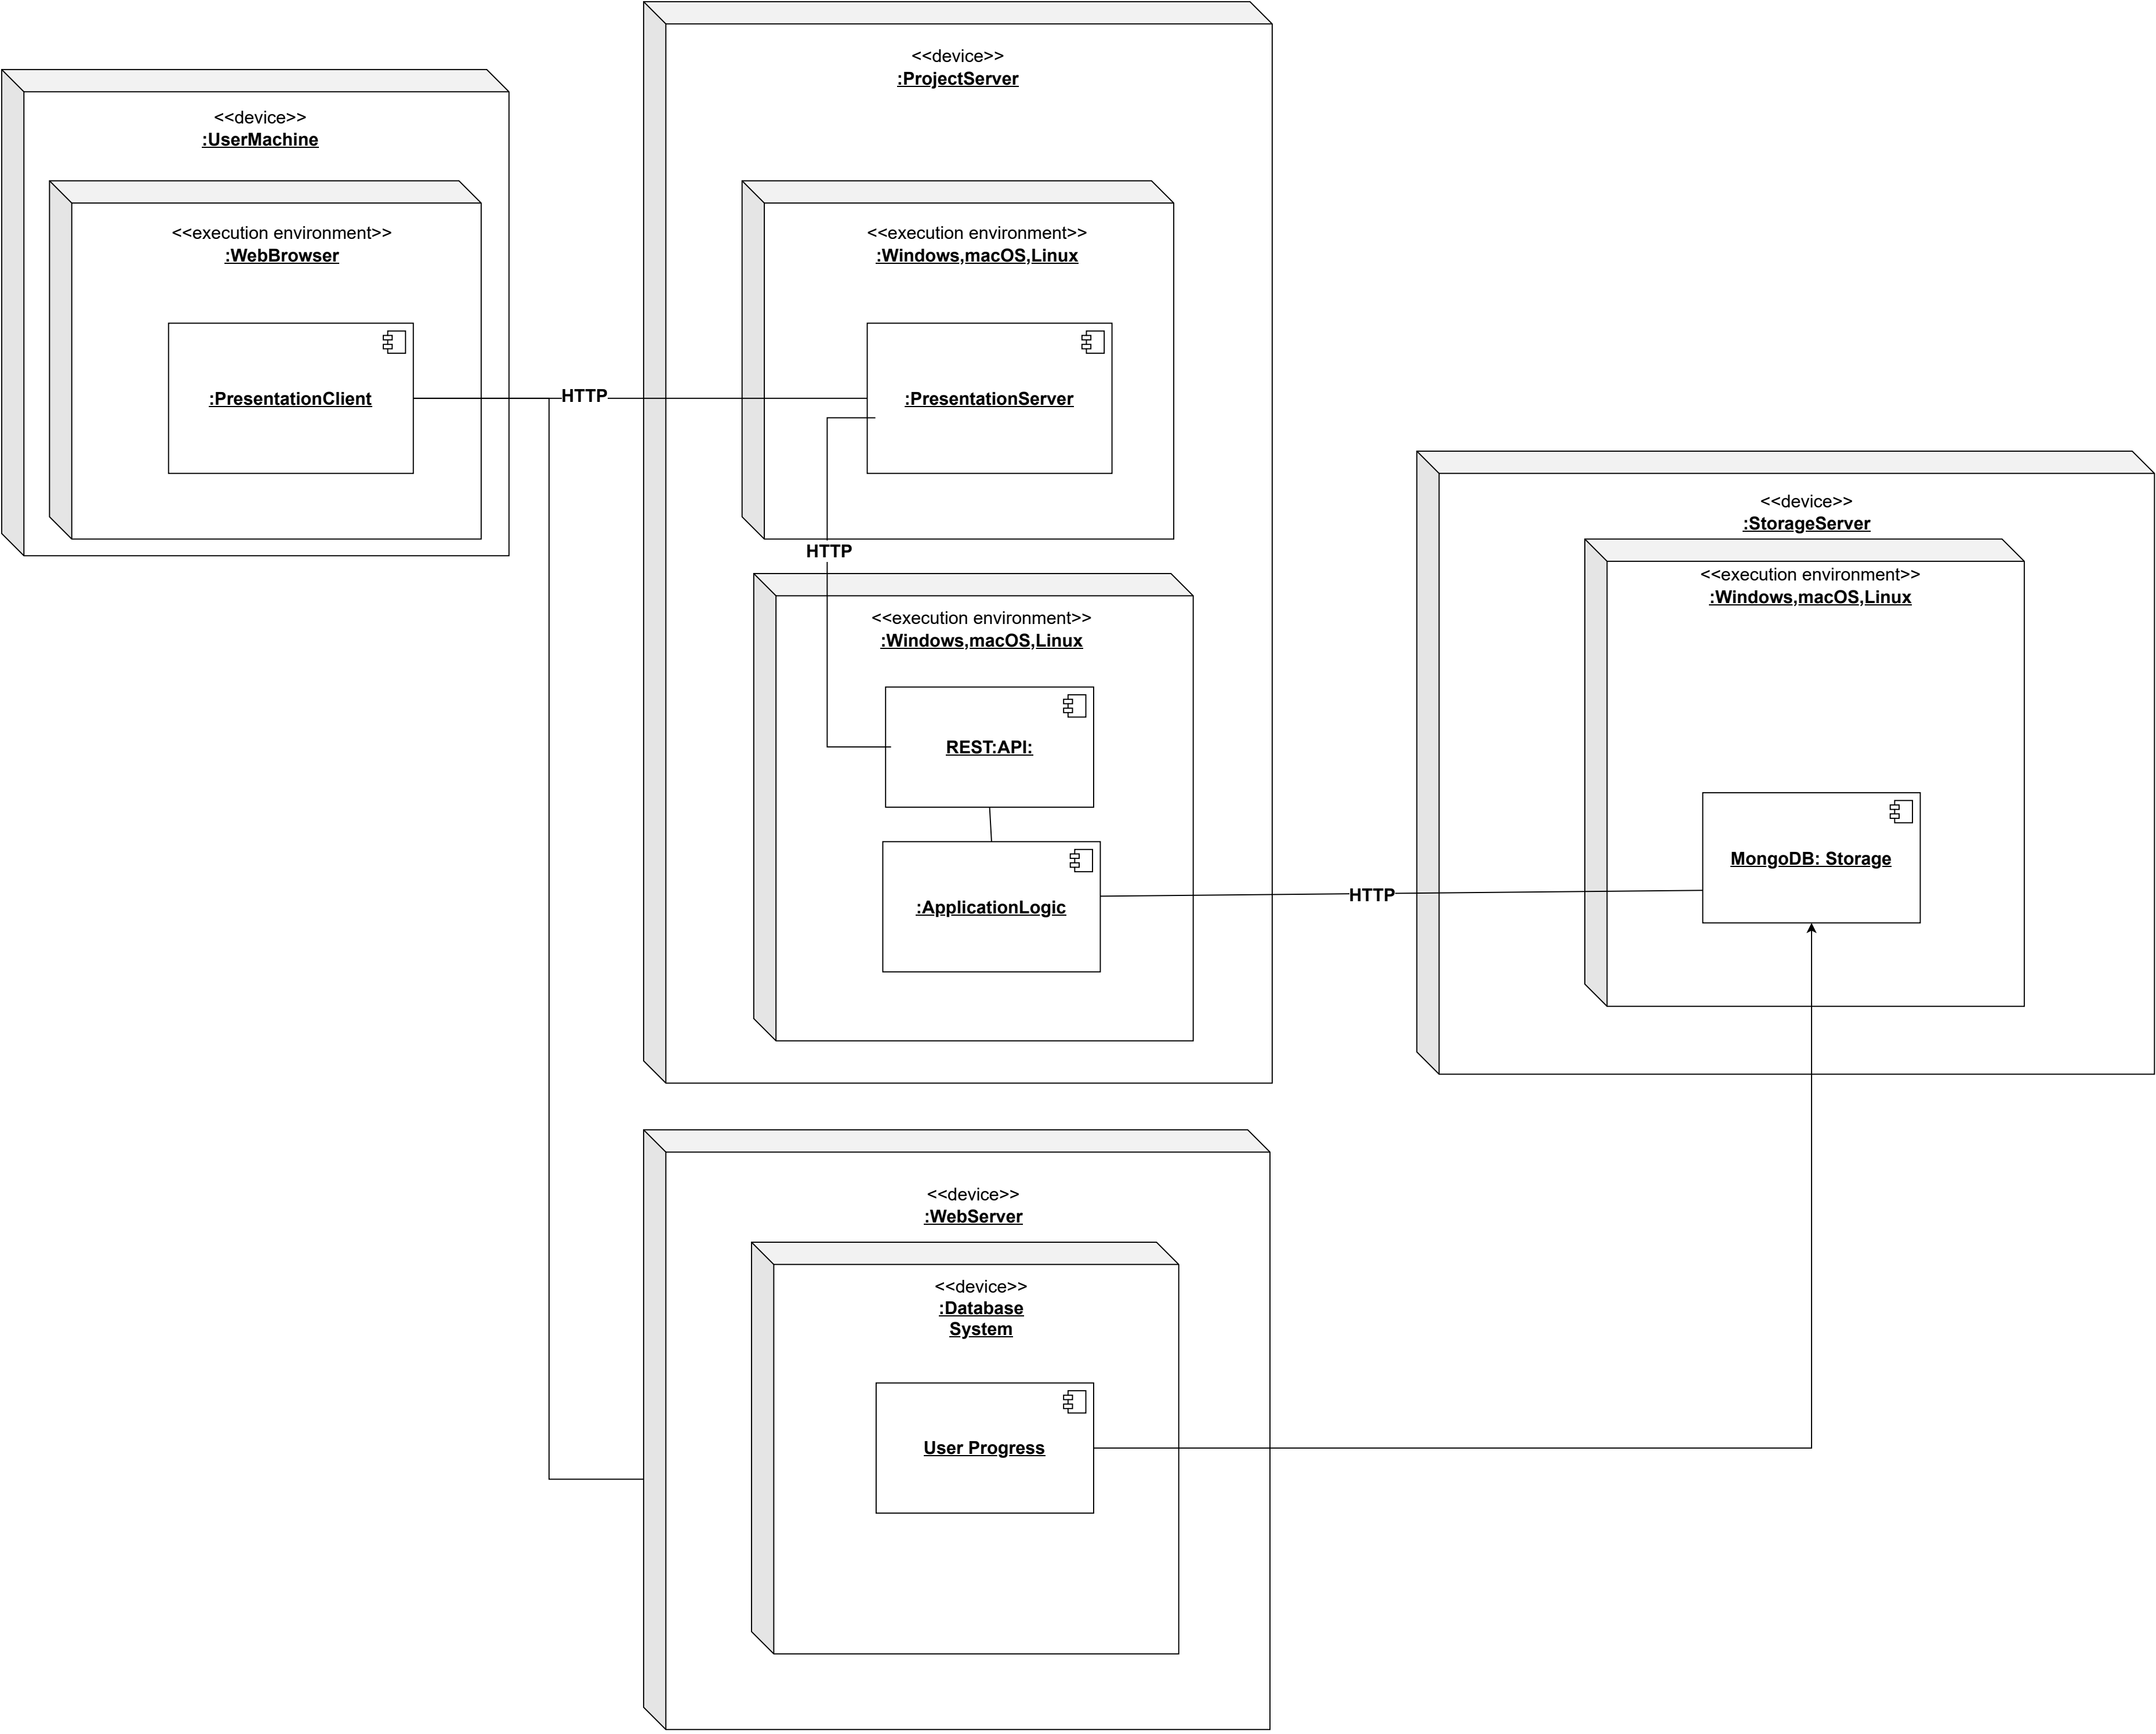 <<device>>
:UserMachine
<<execution environment>>
:WebBrowser
:PresentationClient
HTTP
<<device>>
:ProjectServer
<<execution environment>>
:Windows,macOS,Linux
:PresentationServer
HTTP
<<execution environment>>
:Windows,macOS,Linux
REST:API:
:ApplicationLogic
HTTP
<<device>>
:StorageServer
<<execution environment>>
:Windows,macOS,Linux
MongoDB: Storage
<<device>>
:WebServer
<<device>>
:Database
System
User Progress